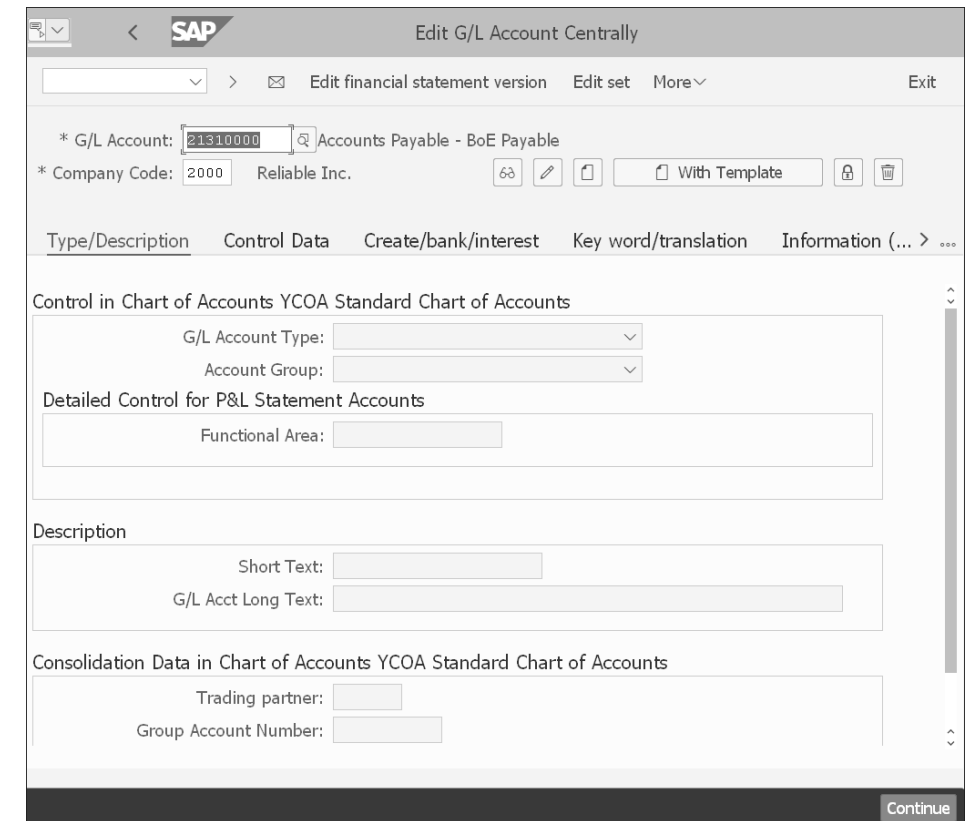 SAP
Edit G/L Account Centrally
Edit financial statement version Edit set More Exit
* G/L Account: 21310000 Accounts Payable - BoE Payable
* Company Code: 2000 Reliable Inc. With Template
Type/Description Control Data Create/bank/interest Key word/translation Information (...
Control in Chart of Accounts YCOA Standard Chart of Accounts
G/L Account Type:
Account Group:
Detailed Control for P&L Statement Accounts
Functional Area:
Description
Short Text:
G/L Acct Long Text:
Consolidation Data in Chart of Accounts YCOA Standard Chart of Accounts
Trading partner:
Group Account Number:
Continue